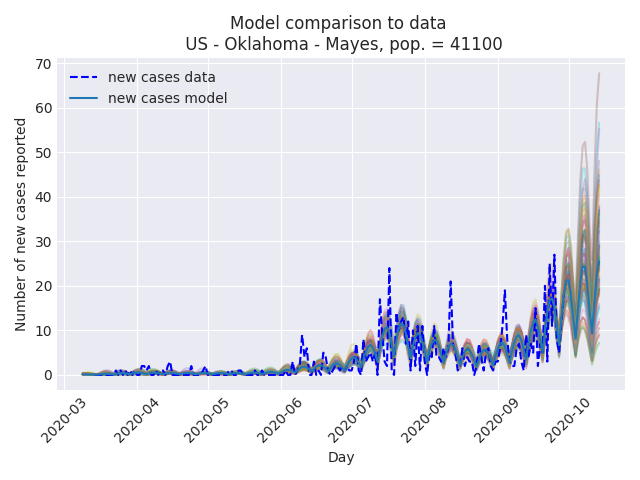 Model comparison to data
US - Oklahoma - Mayes, pop. = 41100
new cases data
new cases model
Number of new cases reported
70
60
50
40
30
20
10
0
2020-03
2020-04
2020-05
2020-06
2020-07
2020-08
2020-09
2020-10
Day